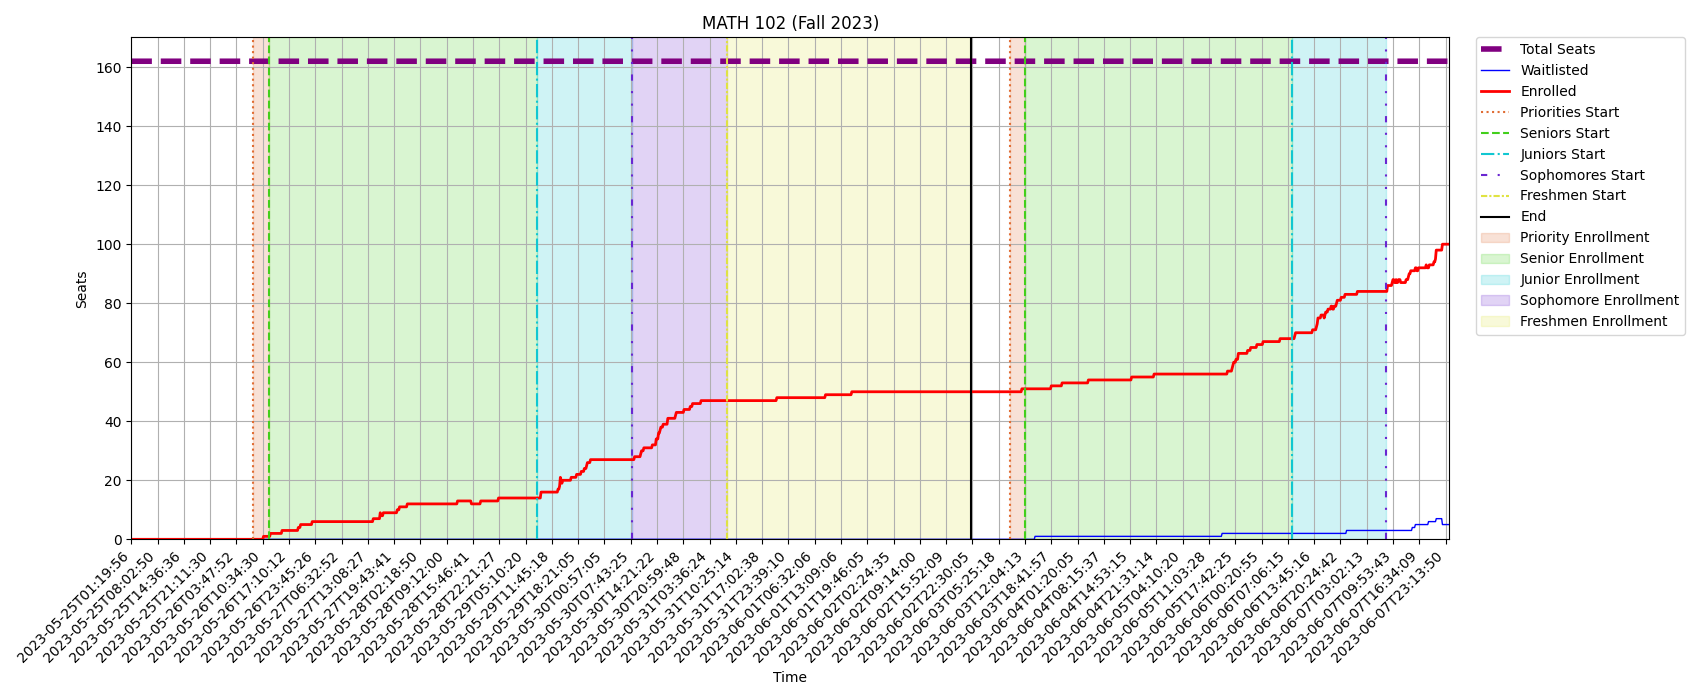 MATH 102 (Fall 2023)
Seats
160
140
120
100
80
60
40
20
0
2023-05-25T01:19:56
2023-05-25T08:02:50
2023-05-25T14:36:36
2023-05-25T21:11:30
2023-05-26T03:47:52
2023-05-26T10:34:30
2023-05-26T17:10:12
2023-05-26T23:45:26
2023-05-27T06:32:52
2023-05-27T13:08:27
2023-05-27T19:43:41
2023-05-28T02:18:50
2023-05-28T09:12:00
2023-05-28T15:46:41
2023-05-28T22:21:27
2023-05-29T05:10:20
2023-05-29T11:45:18
2023-05-29T18:21:05
2023-05-30T00:57:05
2023-05-30T07:43:25
2023-05-30T14:21:22
2023-05-30T20:59:48
2023-05-31T03:36:24
2023-05-31T10:25:14
2023-05-31T17:02:38
2023-05-31T23:39:10
2023-06-01T06:32:06
2023-06-01T13:09:06
2023-06-01T19:46:05
2023-06-02T02:24:35
2023-06-02T09:14:00
2023-06-02T15:52:09
2023-06-02T22:30:05
2023-06-03T05:25:18
2023-06-03T12:04:13
2023-06-03T18:41:57
2023-06-04T01:20:05
2023-06-04T08:15:37
2023-06-04T14:53:15
2023-06-04T21:31:14
2023-06-05T04:10:20
2023-06-05T11:03:28
2023-06-05T17:42:25
2023-06-06T00:20:55
2023-06-06T07:06:15
2023-06-06T13:45:16
2023-06-06T20:24:42
2023-06-07T03:02:13
2023-06-07T09:53:43
2023-06-07T16:34:09
2023-06-07T23:13:50
Time
Total Seats
Waitlisted
Enrolled
Priorities Start
Seniors Start
Juniors Start
Sophomores Start
Freshmen Start
End
Priority Enrollment
Senior Enrollment
Junior Enrollment
Sophomore Enrollment
Freshmen Enrollment